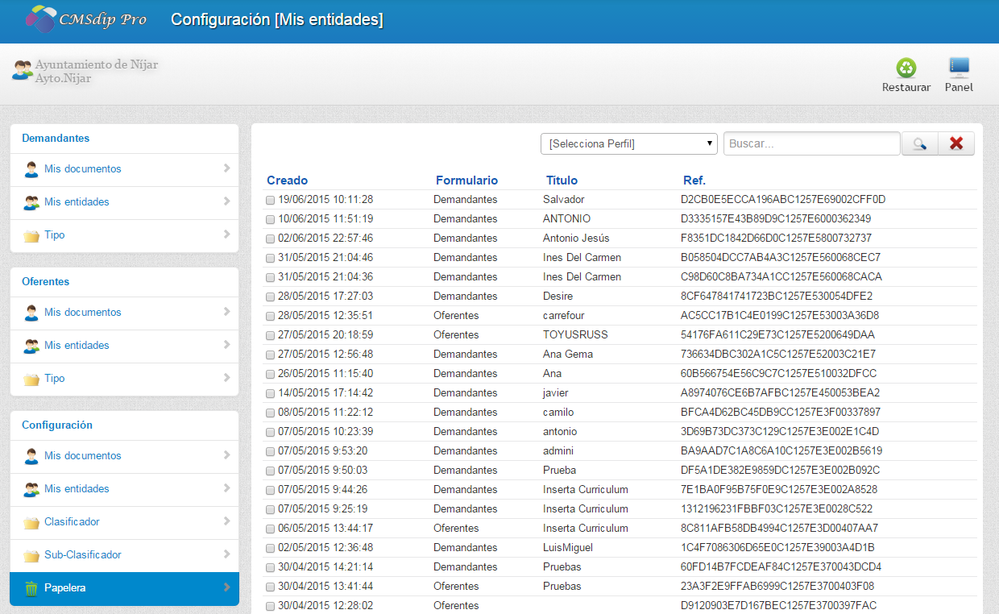 CMSdip Pro
Configuración [Mis entidades]
Ayuntamiento de Níjar
Ayto.Nijar
Restaurar
Panel
Demandantes
Mis documentos
Mis entidades
Tipo
Oferentes
Mis documentos
Mis entidades
Tipo
Configuración
Mis documentos
Mis entidades
Clasificador
Sub-Clasificador
Papelera
[Selecciona Perfil]
Buscar...
Creado Formulario Título Ref.
19/06/2015 10:11:28 Demandantes Salvador D2CB0E5ECCA196ABC1257E69002CFF0D
10/06/2015 11:51:19 Demandantes ANTONIO D3335157E43B89D9C1257E6000362349
02/06/2015 22:57:46 Demandantes Antonio Jesús F8351DC1842D66D0C1257E5800732737
31/05/2015 21:04:46 Demandantes Ines Del Carmen B058504DCC7AB4A3C1257E560068CEC7
31/05/2015 21:04:36 Demandantes Ines Del Carmen C98D60C8BA734A1CC1257E560068CACA
28/05/2015 17:27:03 Demandantes Desire 8CF647841741723BC1257E530054DFE2
28/05/2015 12:35:51 Oferentes carrefour AC5CC17B1C4E0199C1257E53003A36D8
27/05/2015 20:18:59 Oferentes TOYUSRUSS 54176FA611C29E73C1257E5200649DAA
27/05/2015 12:56:48 Demandantes Ana Gema 736634DBC302A1C5C1257E52003C21E7
26/05/2015 11:15:40 Demandantes Ana 60B566754E56C9C7C1257E510032DFCC
14/05/2015 17:14:42 Demandantes javier A8974076CE6B7AFBC1257E450053BEA2
08/05/2015 11:22:12 Demandantes camilo BFCA4D62BC45DB9CC1257E3F00337897
07/05/2015 10:23:39 Demandantes antonio 3D69B73DC373C129C1257E3E002E1C4D
07/05/2015 9:53:20 Demandantes admini BA9AAD7C1A8C6A10C1257E3E002B5619
07/05/2015 9:50:03 Demandantes Prueba DF5A1DE382E9859DC1257E3E002B092C
07/05/2015 9:44:26 Demandantes Inserta Curriculum 7E1BA0F95B75F0E9C1257E3E002A8528
07/05/2015 9:25:19 Demandantes Inserta Curriculum 1312196231FBBF03C1257E3E0028C522
06/05/2015 13:44:17 Oferentes Inserta Curriculum 8C811AFB58DB4994C1257E3D00407AA7
02/05/2015 12:36:48 Demandantes LuisMiguel 1C4F7086306D65E0C1257E39003A4D1B
30/04/2015 14:21:14 Demandantes Pruebas 60FD14B7FCDEAF84C1257E370043DCD4
30/04/2015 13:41:44 Oferentes Pruebas 23A3F2E9FFAB6999C1257E3700403F08
30/04/2015 12:28:02 Oferentes D9120903E7D167BEC1257E3700397FAC